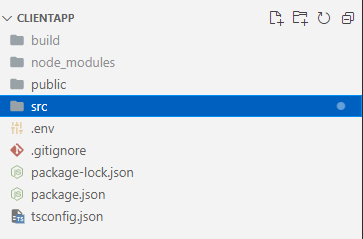 CLIENTAPP
build
node_modules
public
src
.env
.gitignore
package-lock.json
package.json
tsconfig.json